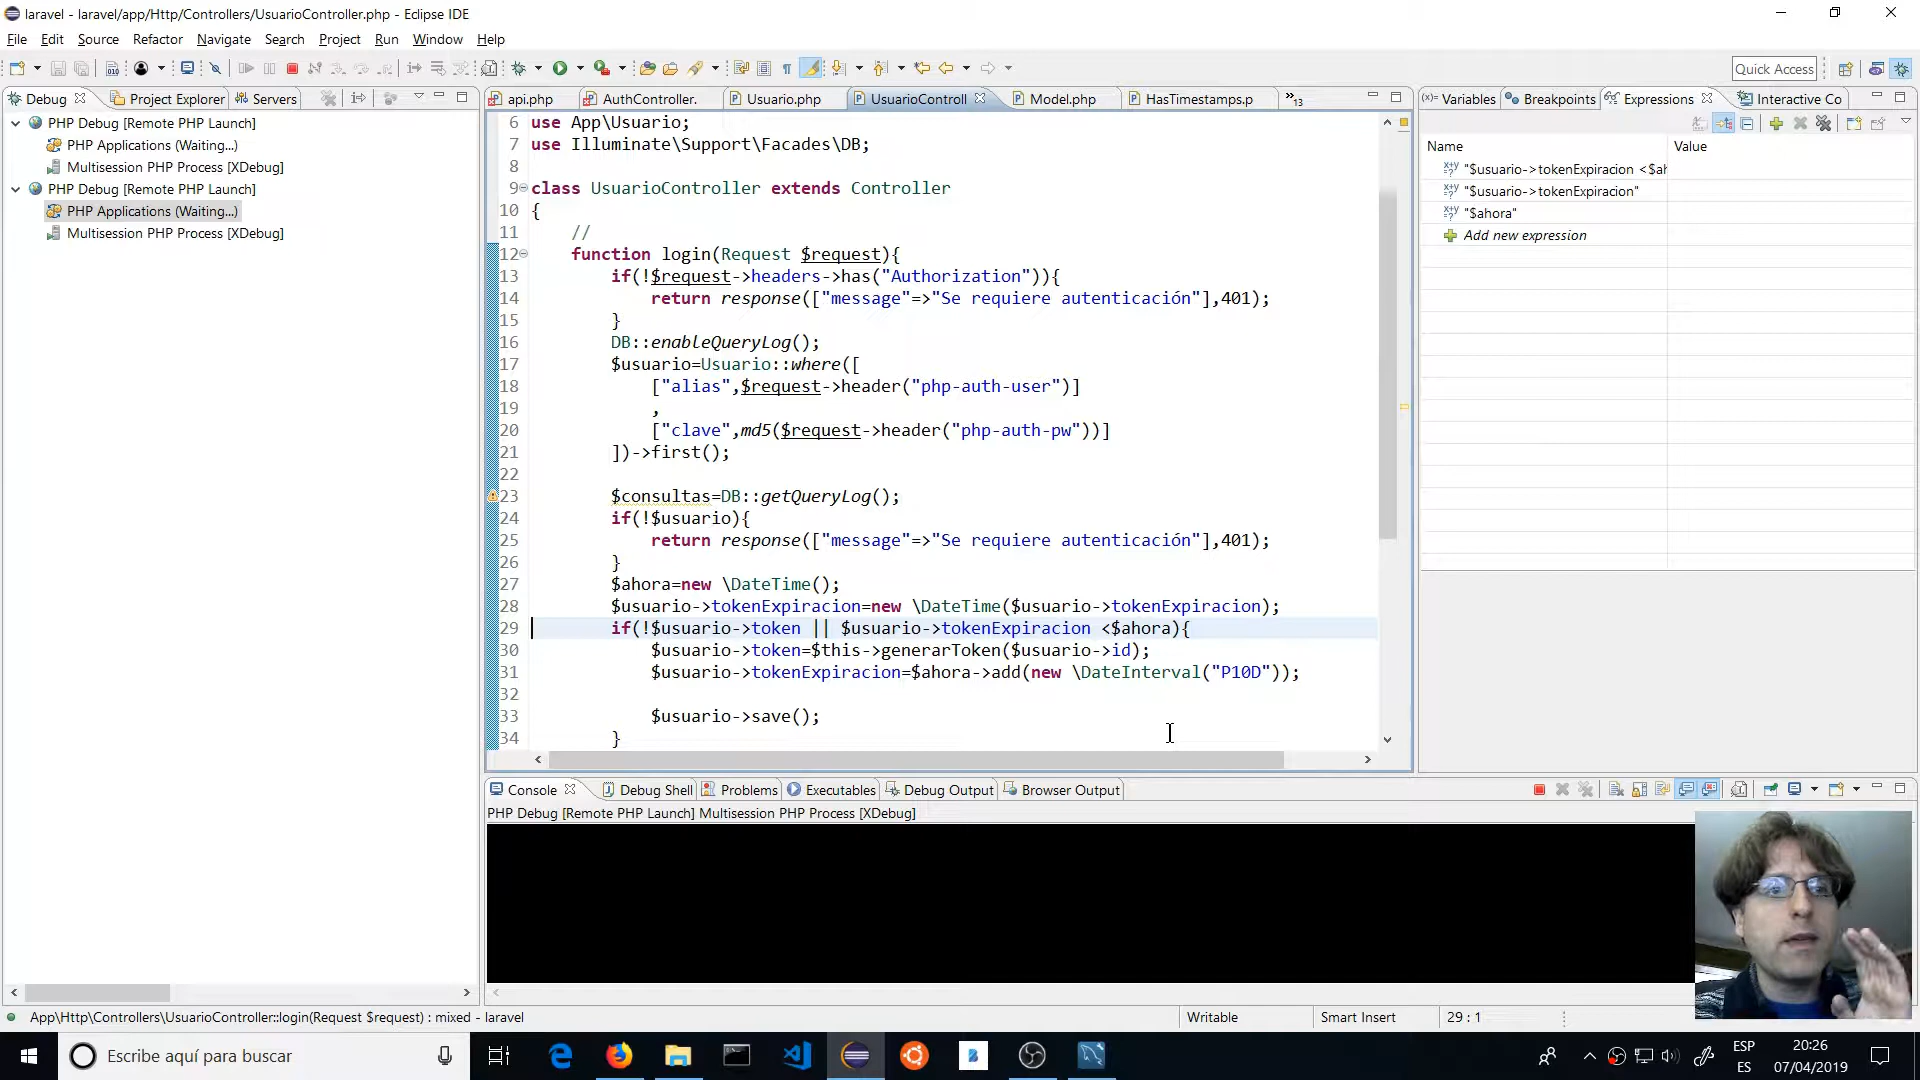 laravel - laravel/app/Http/Controllers/UsuarioController.php - Eclipse IDE
File Edit Source Refactor Navigate Search Project Run Window Help
Quick Access
Debug Project Explorer Servers
PHP Debug [Remote PHP Launch]
PHP Applications (Waiting...)
Multisession PHP Process [XDebug]
PHP Debug [Remote PHP Launch]
PHP Applications (Waiting...)
Multisession PHP Process [XDebug]
api.php AuthController. Usuario.php UsuarioControll Model.php HasTimestamps.p »13
6 use App\Usuario;
7 use Illuminate\Support\Facades\DB;
8
9 class UsuarioController extends Controller
10 {
11 //
12 function login(Request $request){
13 if(!$request->headers->has("Authorization")){
14 return response(["message"=>"Se requiere autenticación"],401);
15 }
16 DB::enableQueryLog();
17 $usuario=Usuario::where([
18 ["alias",$request->header("php-auth-user")]
19 ,
20 ["clave",md5($request->header("php-auth-pw"))]
21 ])->first();
22
23 $consultas=DB::getQueryLog();
24 if(!$usuario){
25 return response(["message"=>"Se requiere autenticación"],401);
26 }
27 $ahora=new \DateTime();
28 $usuario->tokenExpiracion=new \DateTime($usuario->tokenExpiracion);
29 if(!$usuario->token || $usuario->tokenExpiracion <$ahora){
30 $usuario->token=$this->generarToken($usuario->id);
31 $usuario->tokenExpiracion=$ahora->add(new \DateInterval("P10D"));
32
33 $usuario->save();
34 }
Variables Breakpoints Expressions Interactive Co
Name Value
"$usuario->tokenExpiracion <$al
"$usuario->tokenExpiracion"
"$ahora"
Add new expression
Console Debug Shell Problems Executables Debug Output Browser Output
PHP Debug [Remote PHP Launch] Multisession PHP Process [XDebug]
App\Http\Controllers\UsuarioController::login(Request $request) : mixed - laravel
Writable Smart Insert 29 : 1
Escribe aquí para buscar
ESP
ES
20:26
07/04/2019